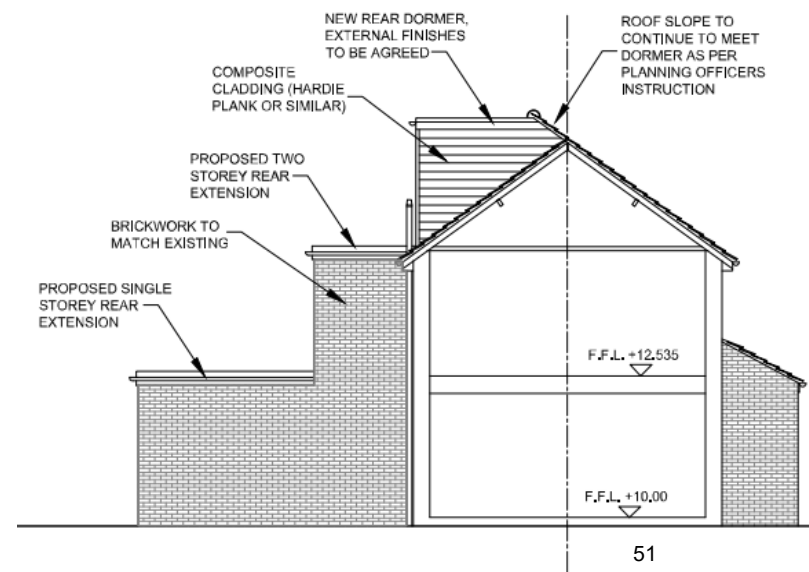 NEW REAR DORMER,
EXTERNAL FINISHES
TO BE AGREED
ROOF SLOPE TO
CONTINUE TO MEET
DORMER AS PER
PLANNING OFFICERS
INSTRUCTION
COMPOSITE
CLADDING (HARDIE
PLANK OR SIMILAR)
PROPOSED TWO
STOREY REAR
EXTENSION
BRICKWORK TO
MATCH EXISTING
PROPOSED SINGLE
STOREY REAR
EXTENSION
F.F.L. +12.535
F.F.L. +10.00
51